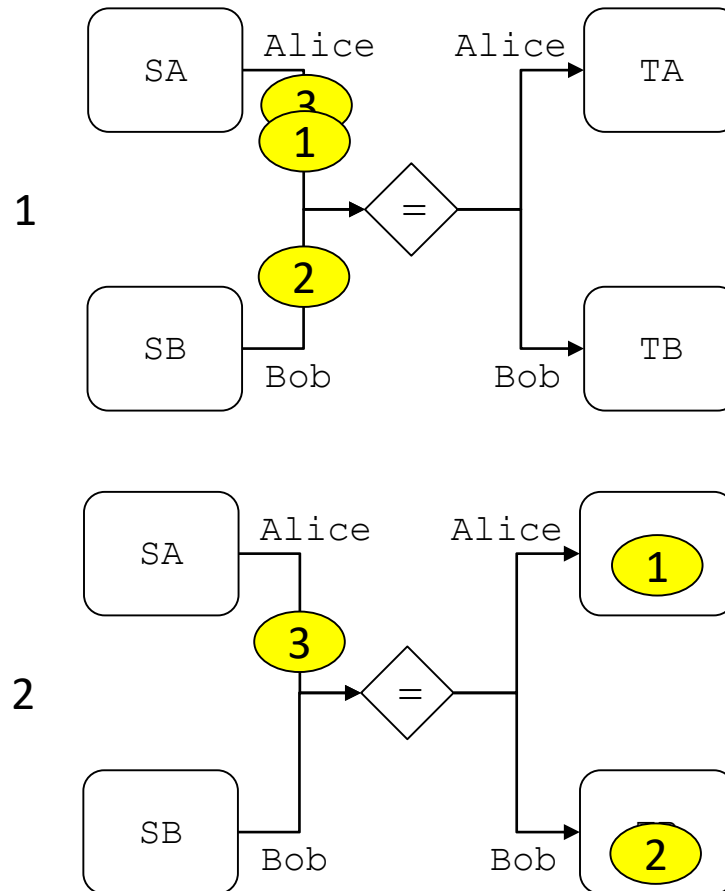 Alice
Alice
SA
TA
3
1
1
=
2
SB
TB
Bob
Bob
Alice
Alice
SA
1
3
2
=
SB
2
Bob
Bob